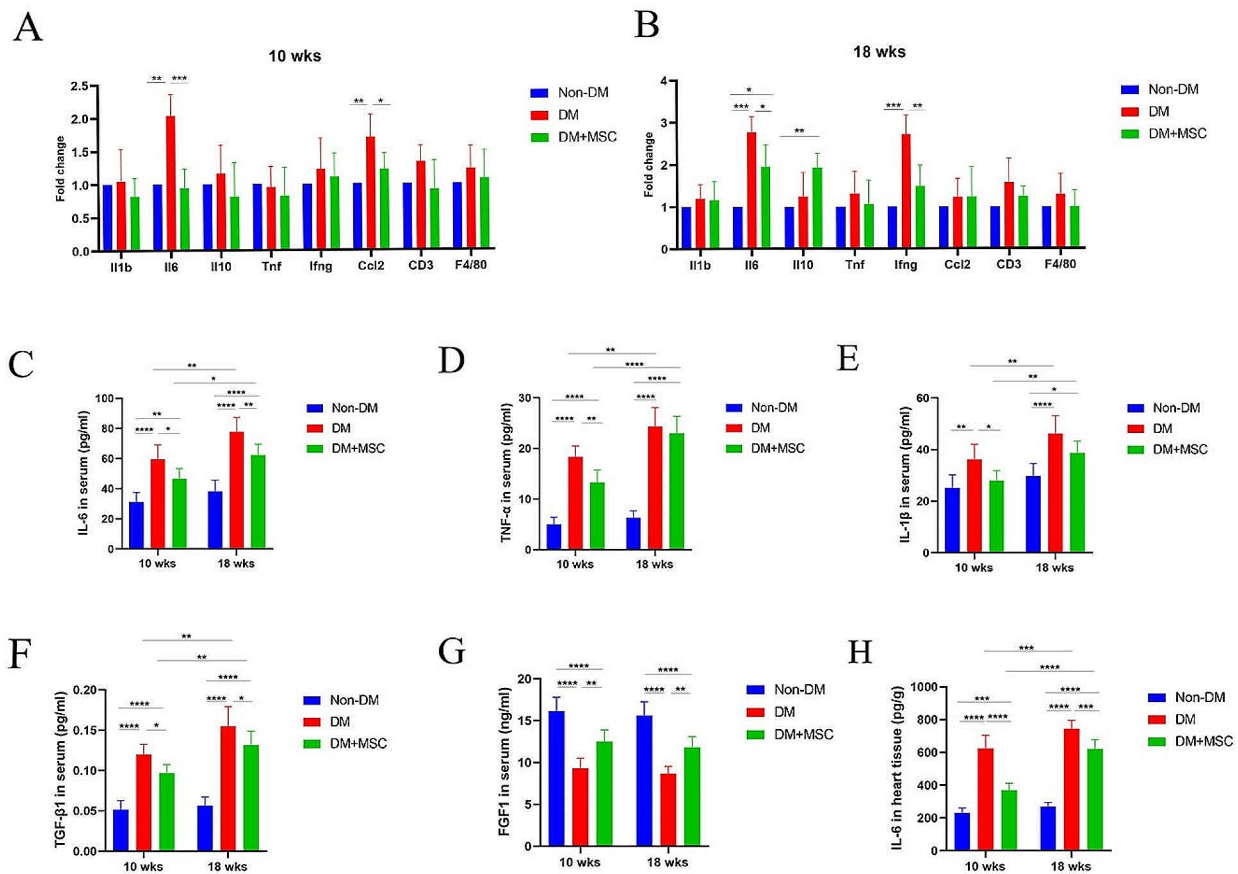 A
10 wks
** ***
** *
2.5
2.0
1.5
1.0
0.5
0.0
Fold change
Il1b Il6 Il10 Tnf Ifng Ccl2 CD3 F4/80
Non-DM
DM
DM+MSC
B
18 wks
*
*** *
**
*** **
4
3
2
1
0
Fold change
Il1b Il6 Il10 Tnf Ifng Ccl2 CD3 F4/80
Non-DM
DM
DM+MSC
C
**
*
**
**** *
****
**** **
100
80
60
40
20
0
IL-6 in serum (pg/ml)
10 wks 18 wks
Non-DM
DM
DM+MSC
D
**
****
****
**** **
****
****
30
20
10
0
TNF-α in serum (pg/ml)
10 wks 18 wks
Non-DM
DM
DM+MSC
E
**
**
** *
*
****
60
40
20
0
IL-1β in serum (pg/ml)
10 wks 18 wks
Non-DM
DM
DM+MSC
F
**
**
****
**** *
****
**** *
0.20
0.15
0.10
0.05
0.00
TGF-β1 in serum (pg/ml)
10 wks 18 wks
Non-DM
DM
DM+MSC
G
****
**** **
****
**** **
20
15
10
5
0
FGF1 in serum (ng/ml)
10 wks 18 wks
Non-DM
DM
DM+MSC
H
***
****
***
**** ****
****
**** ***
1000
800
600
400
200
0
IL-6 in heart tissue (pg/g)
10 wks 18 wks
Non-DM
DM
DM+MSC